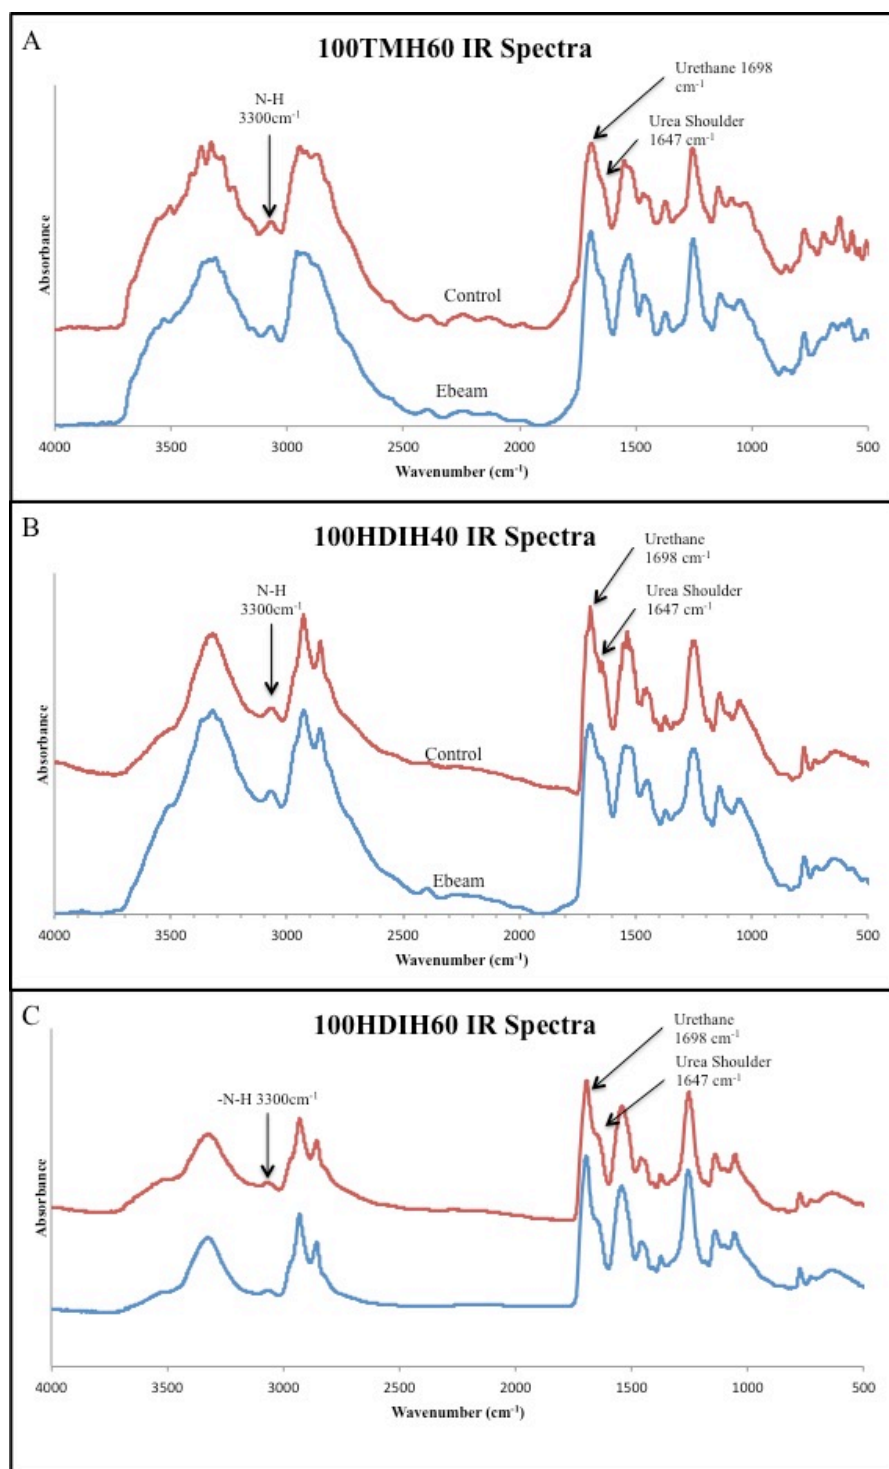 A
100TMH60 IR Spectra
Urethane 1698
cm-1
N-H
3300cm-1
Urea Shoulder
1647 cm-1
Absorbance
Control
Ebeam
4000 3500 3000 2500 2000 1500 1000 500
Wavenumber (cm-1)
B
100HDIH40 IR Spectra
Urethane
1698 cm-1
N-H
3300cm-1
Urea Shoulder
1647 cm-1
Absorbance
Control
Ebeam
4000 3500 3000 2500 2000 1500 1000 500
Wavenumber (cm-1)
C
100HDIH60 IR Spectra
Urethane
1698 cm-1
Urea Shoulder
1647 cm-1
-N-H 3300cm-1
Absorbance
4000 3500 3000 2500 2000 1500 1000 500
Wavenumber (cm-1)